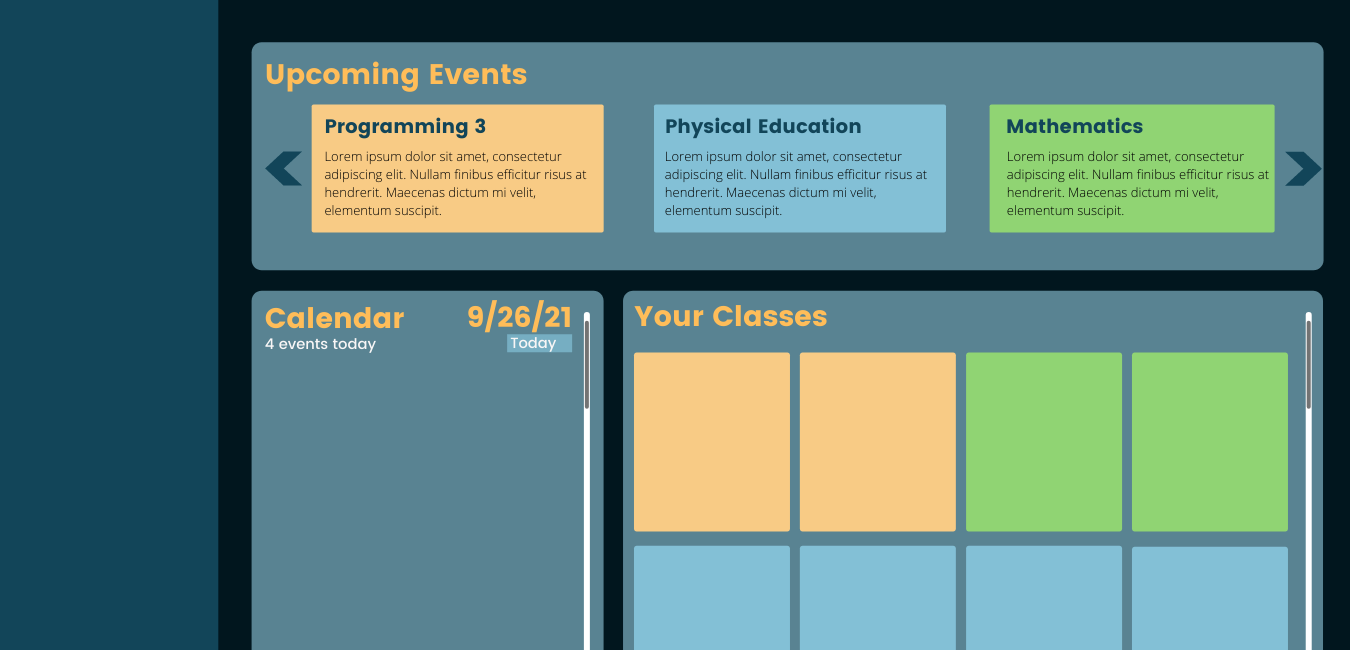 Upcoming Events
Programming 3
Lorem ipsum dolor sit amet, consectetur
adipiscing elit. Nullam finibus efficitur risus at
hendrerit. Maecenas dictum mi velit,
elementum suscipit.
Physical Education
Lorem ipsum dolor sit amet, consectetur
adipiscing elit. Nullam finibus efficitur risus at
hendrerit. Maecenas dictum mi velit,
elementum suscipit.
Mathematics
Lorem ipsum dolor sit amet, consectetur
adipiscing elit. Nullam finibus efficitur risus at
hendrerit. Maecenas dictum mi velit,
elementum suscipit.
Calendar
9/26/21
4 events today
Today
Your Classes